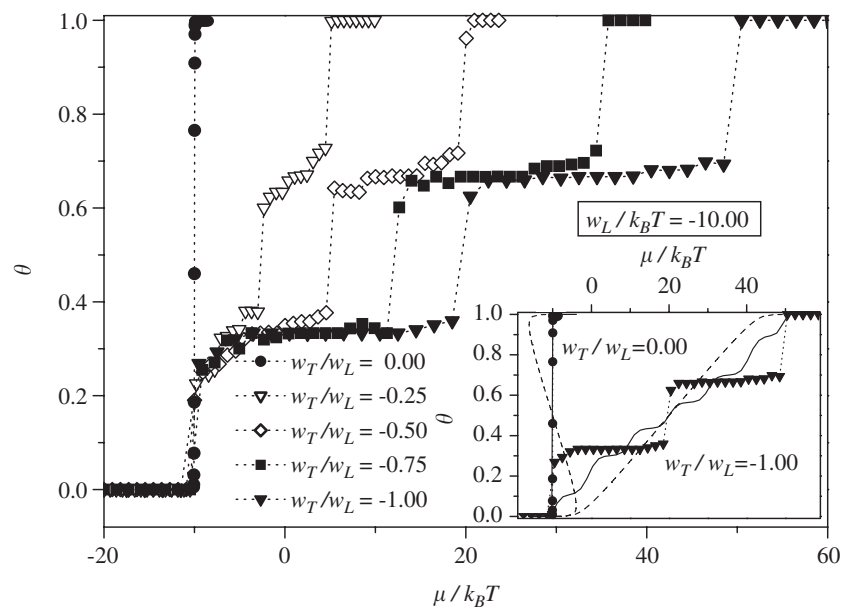 1.0
0.8
0.6
0.4
0.2
0.0
θ
-20
0
20
40
60
μ / k_B T
w_L / k_B T = -10.00
w_T / w_L = 0.00
w_T / w_L = -0.25
w_T / w_L = -0.50
w_T / w_L = -0.75
w_T / w_L = -1.00
μ / k_B T
0
20
40
1.0
0.8
0.6
0.4
0.2
0.0
θ
w_T / w_L=0.00
w_T / w_L=-1.00